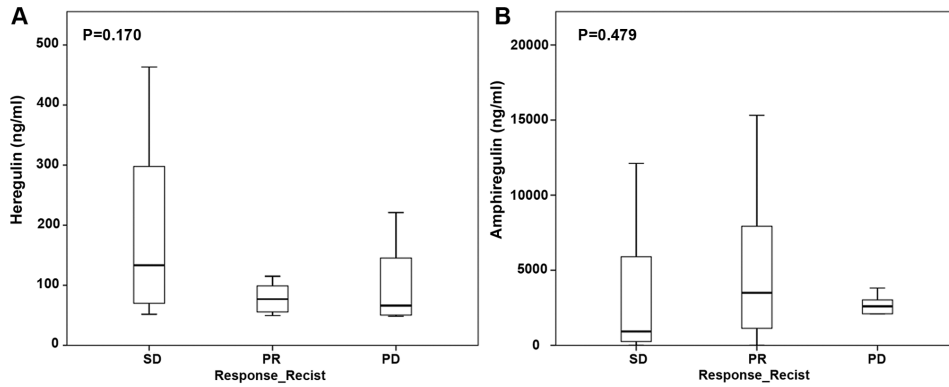 A
P=0.170
Heregulin (ng/ml)
500
400
300
200
100
0
SD PR PD
Response_Recist
B
P=0.479
Amphiregulin (ng/ml)
20000
15000
10000
5000
0
SD PR PD
Response_Recist